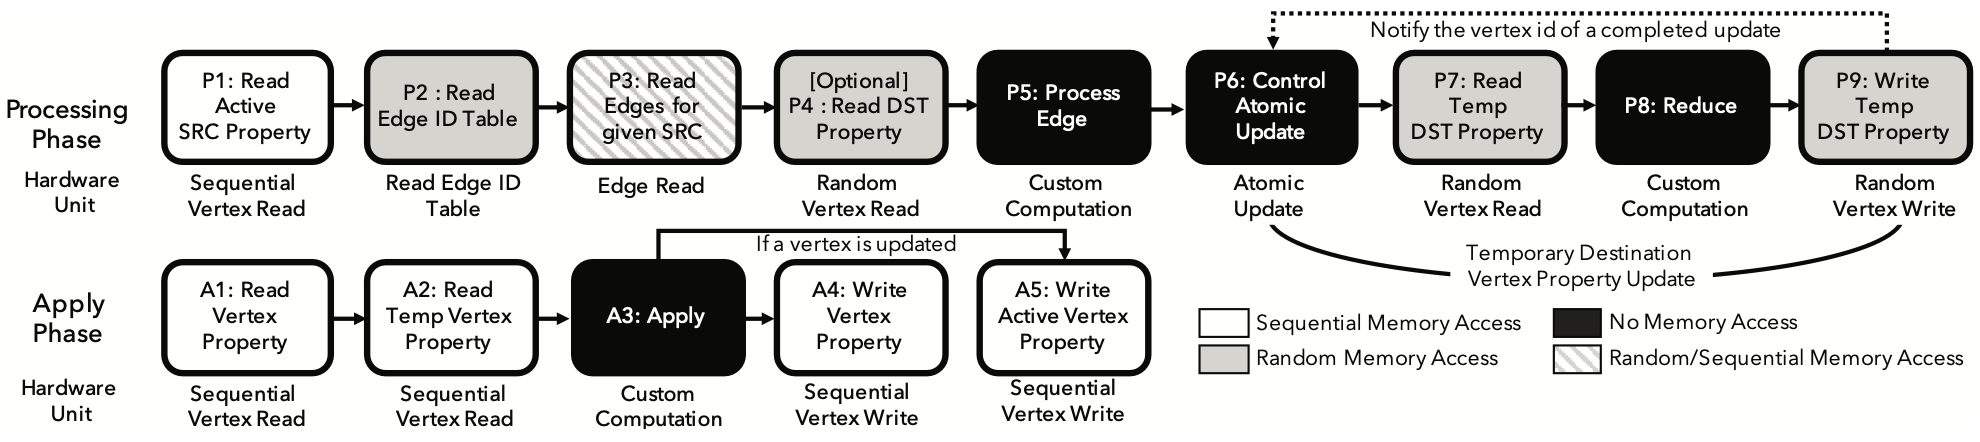 Notify the vertex id of a completed update
Processing
Phase
P1: Read
Active
SRC Property
P2 : Read
Edge ID Table
P3: Read
Edges for
given SRC
[Optional]
P4 : Read DST
Property
P5: Process
Edge
P6: Control
Atomic
Update
P7: Read
Temp
DST Property
P8: Reduce
P9: Write
Temp
DST Property
Hardware
Unit
Sequential
Vertex Read
Read Edge ID
Table
Edge Read
Random
Vertex Read
Custom
Computation
Atomic
Update
Random
Vertex Read
Custom
Computation
Random
Vertex Write
If a vertex is updated
Temporary Destination
Vertex Property Update
Apply
Phase
A1: Read
Vertex
Property
A2: Read
Temp Vertex
Property
A3: Apply
A4: Write
Vertex
Property
A5: Write
Active Vertex
Property
Hardware
Unit
Sequential
Vertex Read
Sequential
Vertex Read
Custom
Computation
Sequential
Vertex Write
Sequential
Vertex Write
Sequential Memory Access
No Memory Access
Random Memory Access
Random/Sequential Memory Access